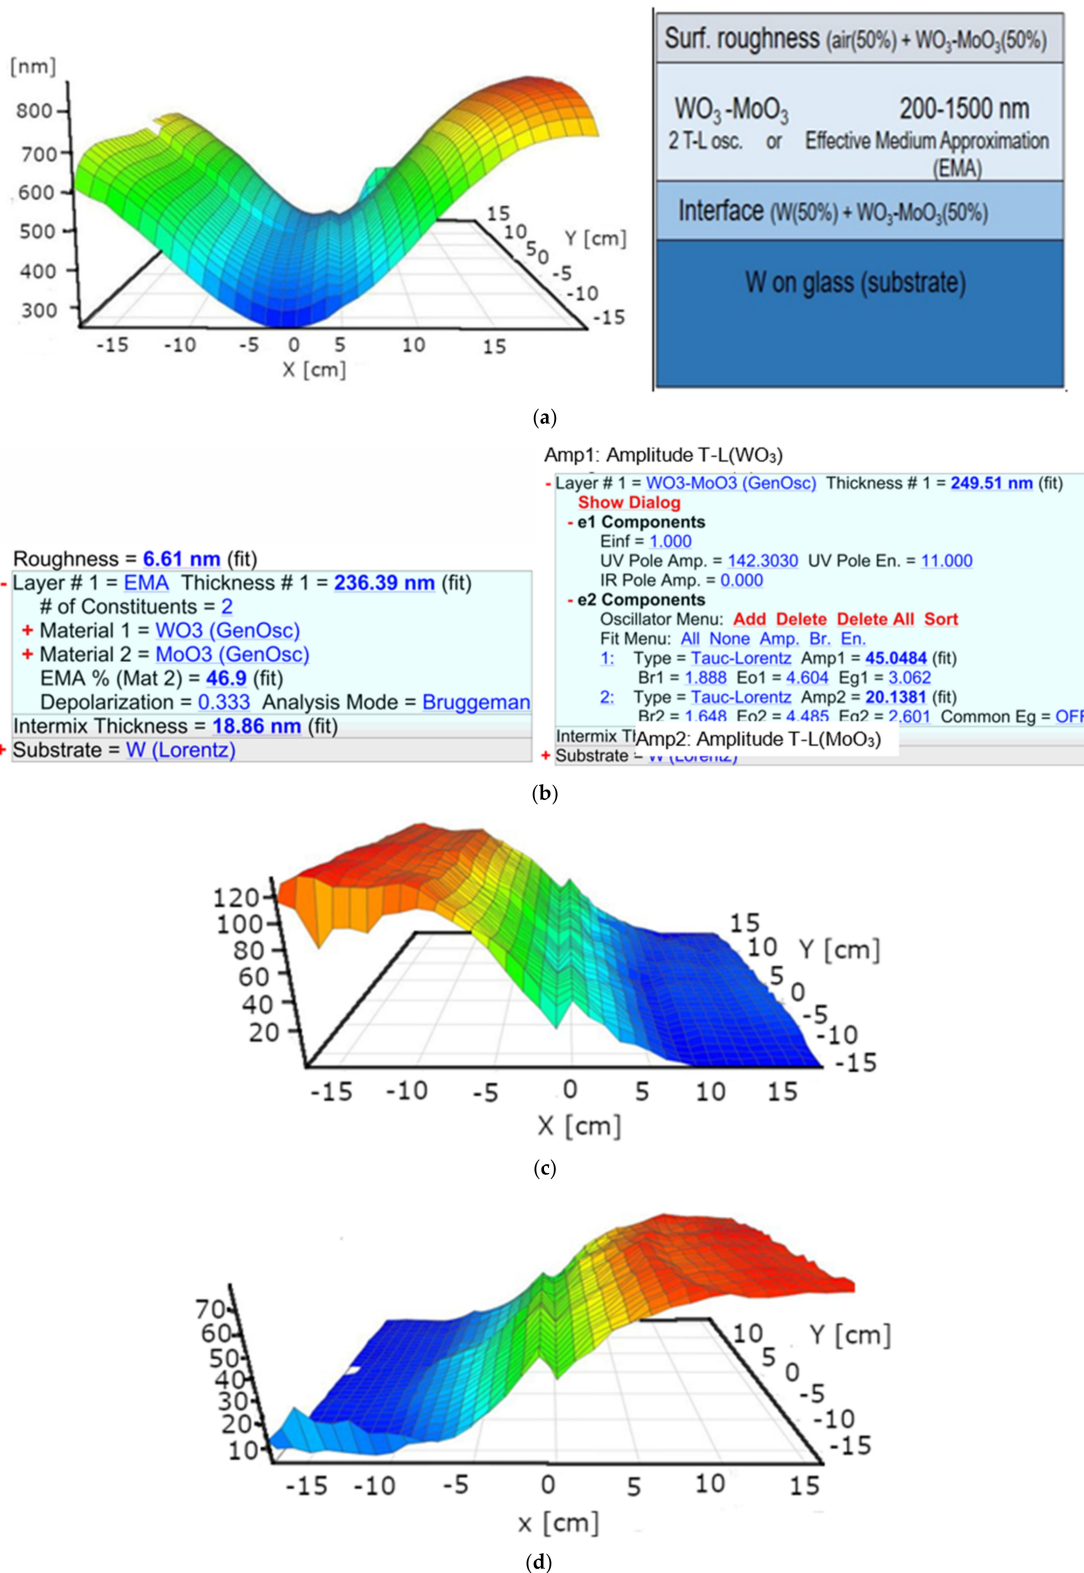 [nm]
800
700
600
500
400
300
-15 -10 -5 0 5 10 15
X [cm]
15
10
5
0
-5
-10
-15
Y [cm]
Surf. roughness (air(50%) + WO₃-MoO₃(50%)
WO₃-MoO₃ 200-1500 nm
2 T-L osc. or Effective Medium Approximation
(EMA)
Interface (W(50%) + WO₃-MoO₃(50%)
W on glass (substrate)
(a)
Roughness = 6.61 nm (fit)
- Layer # 1 = EMA Thickness # 1 = 236.39 nm (fit)
# of Constituents = 2
+ Material 1 = WO3 (GenOsc)
+ Material 2 = MoO3 (GenOsc)
EMA % (Mat 2) = 46.9 (fit)
Depolarization = 0.333 Analysis Mode = Bruggeman
Intermix Thickness = 18.86 nm (fit)
+ Substrate = W (Lorentz)
Amp1: Amplitude T-L(WO₃)
- Layer # 1 = WO3-MoO3 (GenOsc) Thickness # 1 = 249.51 nm (fit)
Show Dialog
- e1 Components
Einf = 1.000
UV Pole Amp. = 142.3030 UV Pole En. = 11.000
IR Pole Amp. = 0.000
- e2 Components
Oscillator Menu: Add Delete Delete All Sort
Fit Menu: All None Amp. Br. En.
1: Type = Tauc-Lorentz Amp1 = 45.0484 (fit)
Br1 = 1.888 Eo1 = 4.604 Eg1 = 3.062
2: Type = Tauc-Lorentz Amp2 = 20.1381 (fit)
Br2 = 1.648 Eo2 = 4.485 Eg2 = 2.601 Common Eg = OFF
Intermix
Amp2: Amplitude T-L(MoO₃)
+ Substrate = W (Lorentz)
(b)
120
100
80
60
40
20
-15 -10 -5 0 5 10 15
X [cm]
15
10
5
0
-5
-10
-15
Y [cm]
(c)
70
60
50
40
30
20
10
-15 -10 -5 0 5 10 15
x [cm]
10
5
0
-5
-10
-15
Y [cm]
(d)